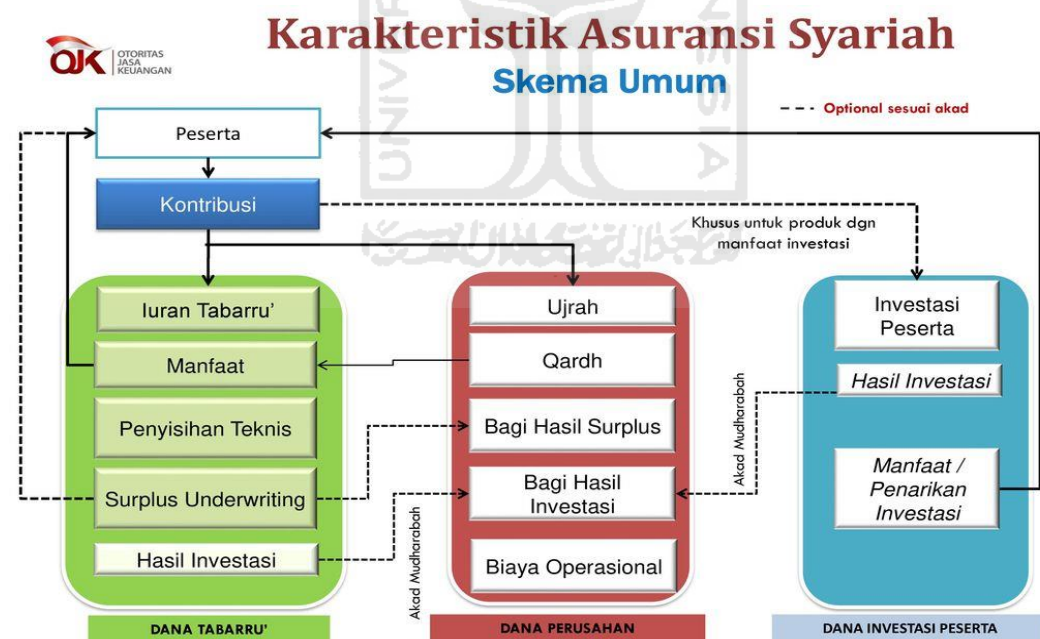 OJK
OTORITAS
JASA
KEUANGAN
Karakteristik Asuransi Syariah
Skema Umum
Optional sesuai akad
Peserta
Kontribusi
Khusus untuk produk dgn
manfaat investasi
Iuran Tabarru'
Manfaat
Penyisihan Teknis
Surplus Underwriting
Hasil Investasi
DANA TABARRU'
Akad Mudharabah
Ujrah
Qardh
Bagi Hasil Surplus
Bagi Hasil
Investasi
Biaya Operasional
DANA PERUSAHAN
Akad Mudharabah
Investasi
Peserta
Hasil Investasi
Manfaat /
Penarikan
Investasi
DANA INVESTASI PESERTA